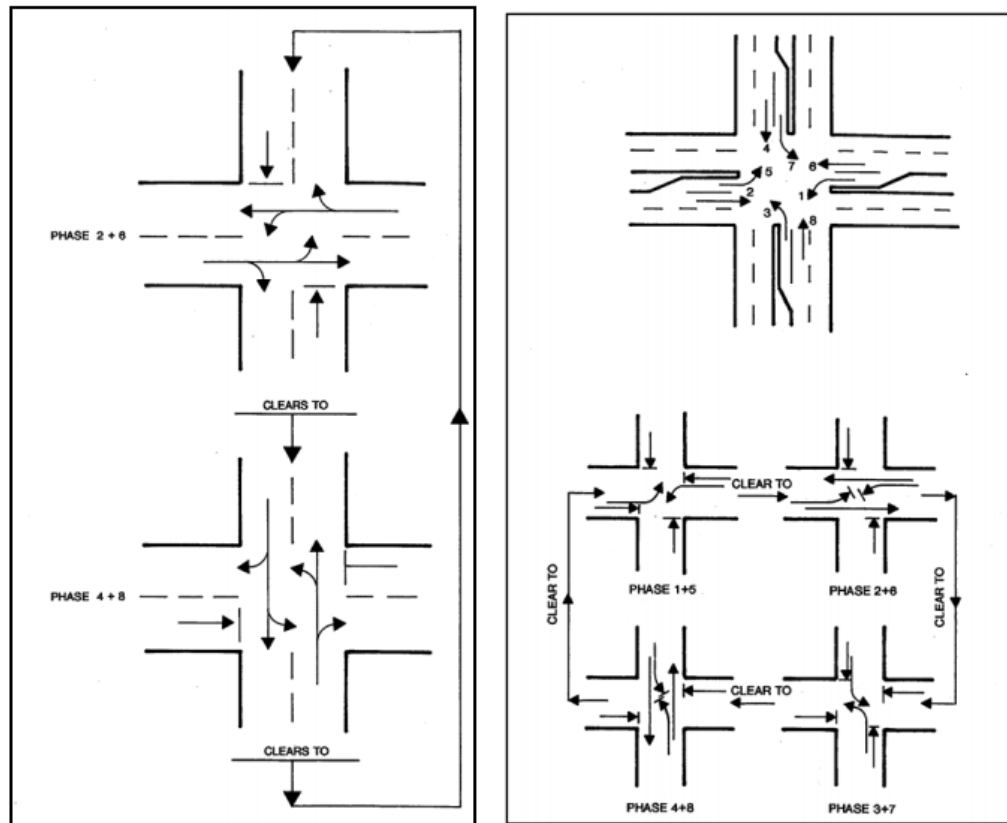 PHASE 2 + 6
CLEARS TO
PHASE 4 + 8
CLEARS TO
4
7
6
5
2
1
3
8
CLEAR TO
PHASE 1+5
PHASE 2+6
CLEAR TO
CLEAR TO
CLEAR TO
PHASE 4+8
PHASE 3+7